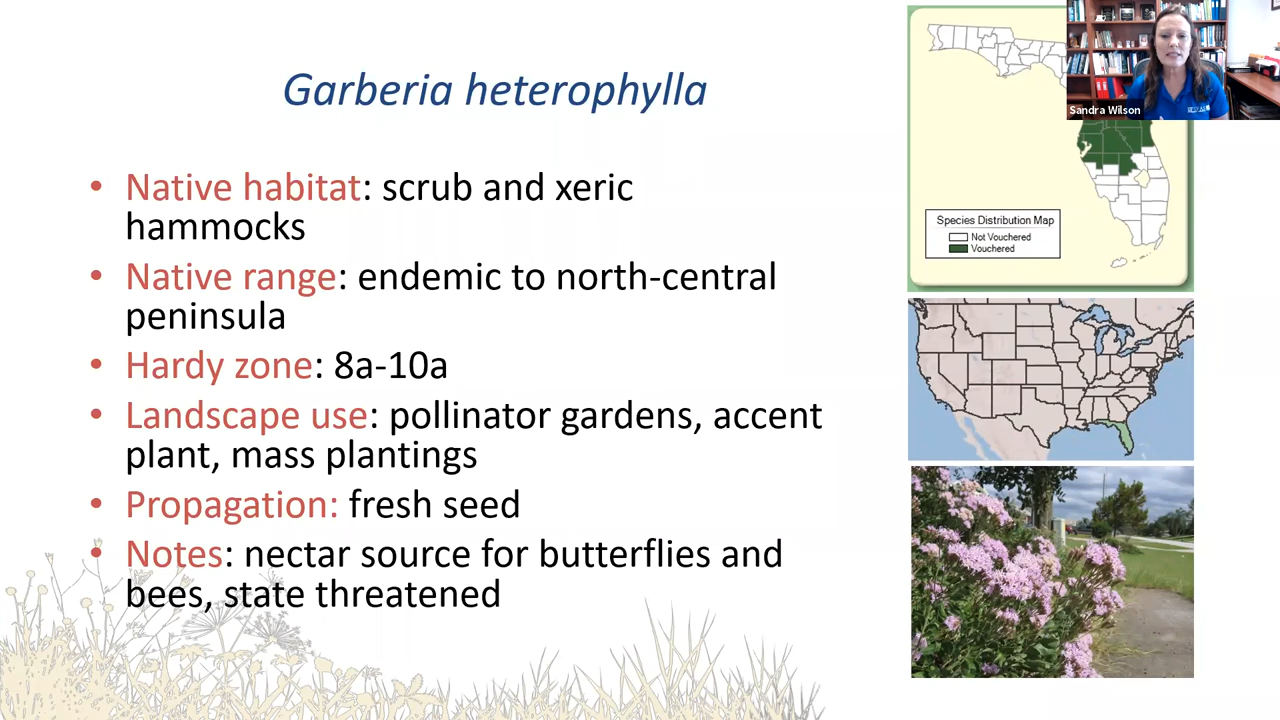 Garberia heterophylla
• Native habitat: scrub and xeric
hammocks
• Native range: endemic to north-central
peninsula
• Hardy zone: 8a-10a
• Landscape use: pollinator gardens, accent
plant, mass plantings
• Propagation: fresh seed
• Notes: nectar source for butterflies and
bees, state threatened
Sandra Wilson
Species Distribution Map
Not Vouchered
Vouchered